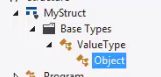 MyStruct
Base Types
ValueType
Object
Program